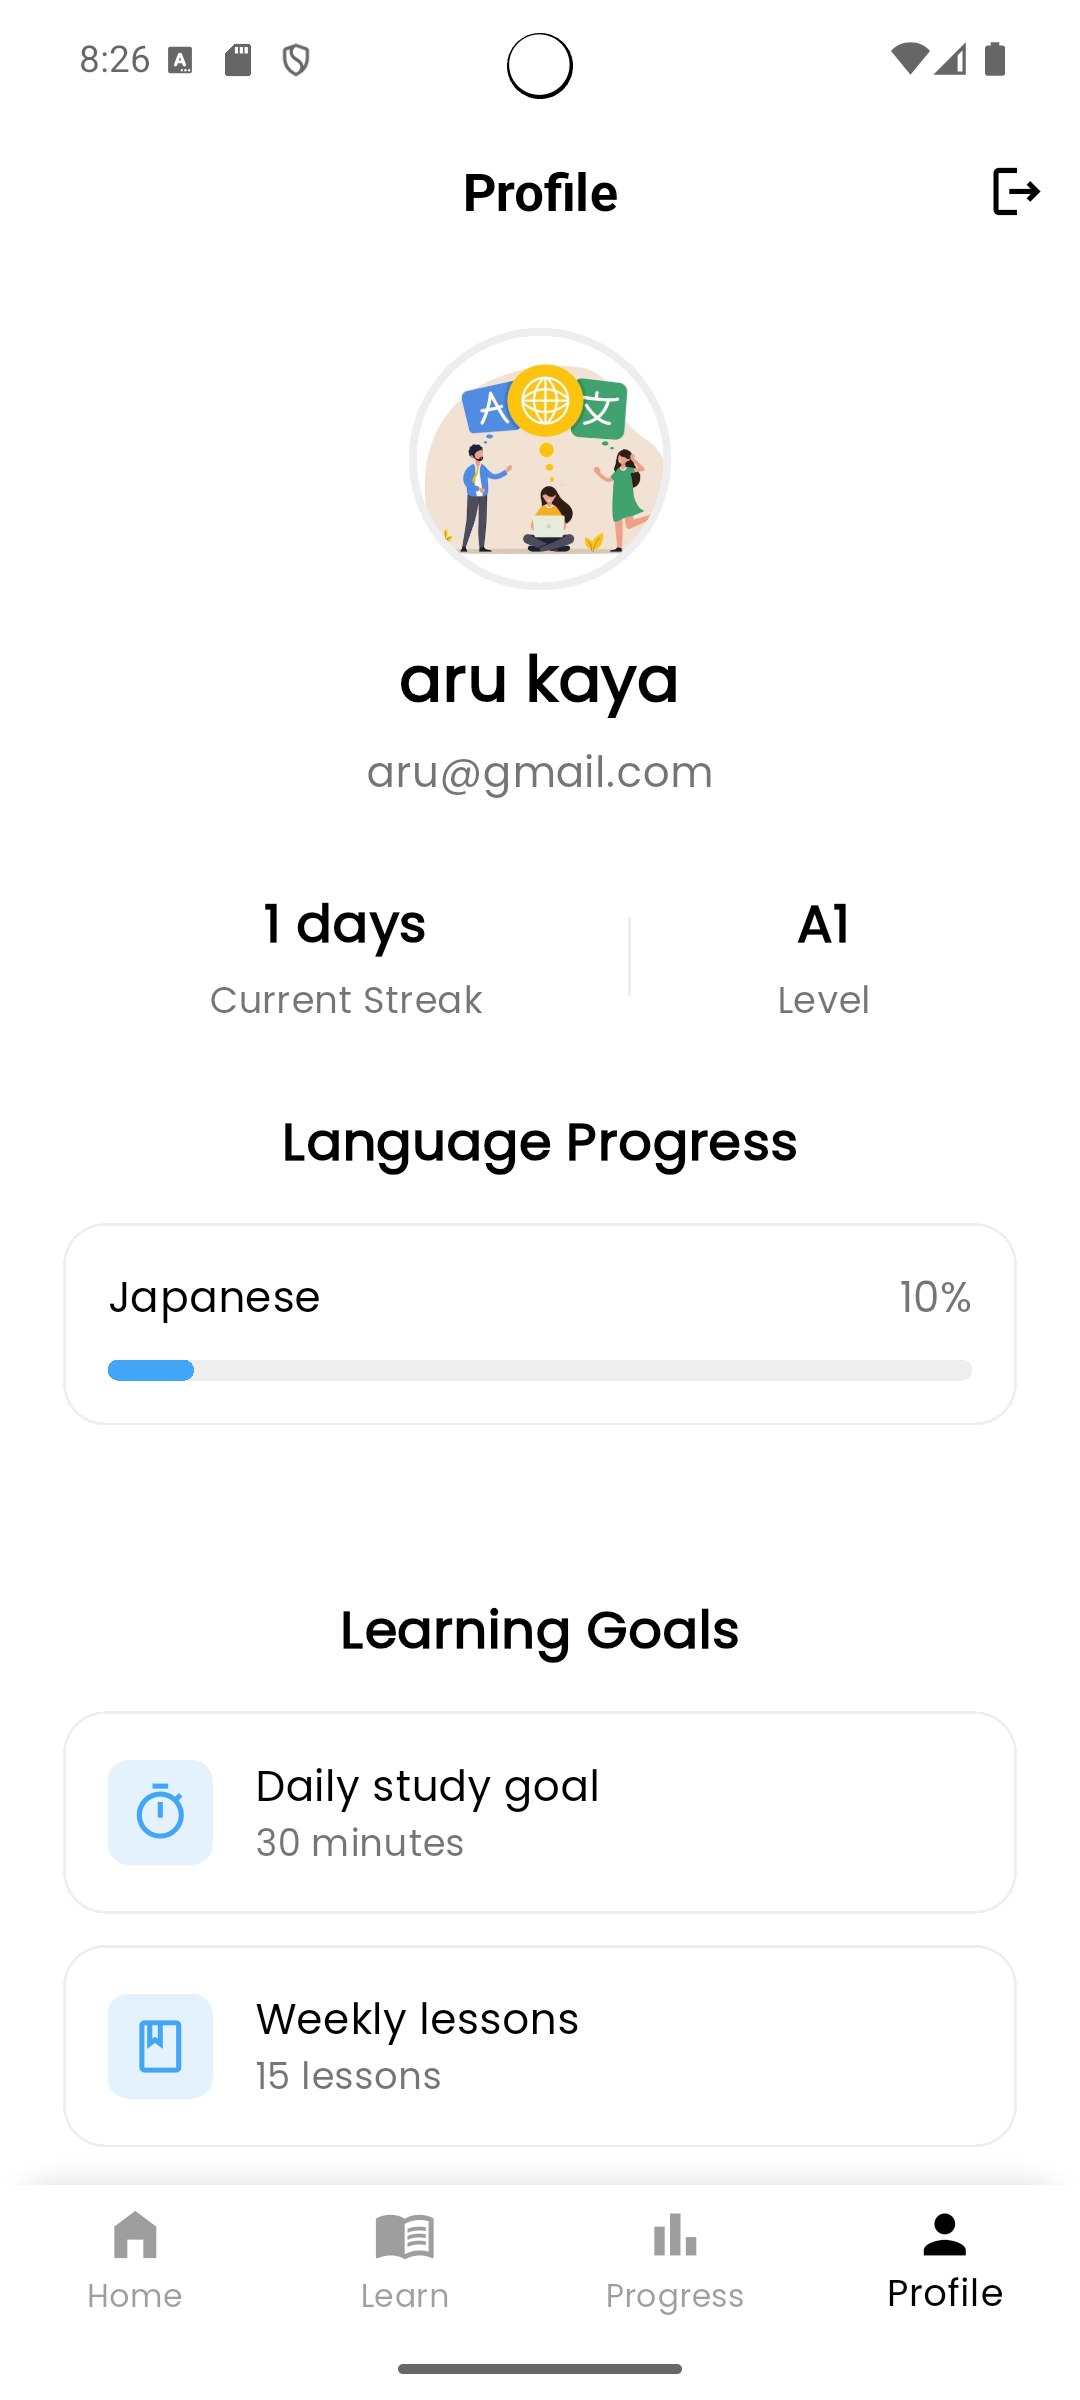 8:26
Profile
A 文
aru kaya
aru@gmail.com
1 days
A1
Current Streak
Level
Language Progress
Japanese
10%
Learning Goals
Daily study goal
30 minutes
Weekly lessons
15 lessons
Home
Learn
Progress
Profile